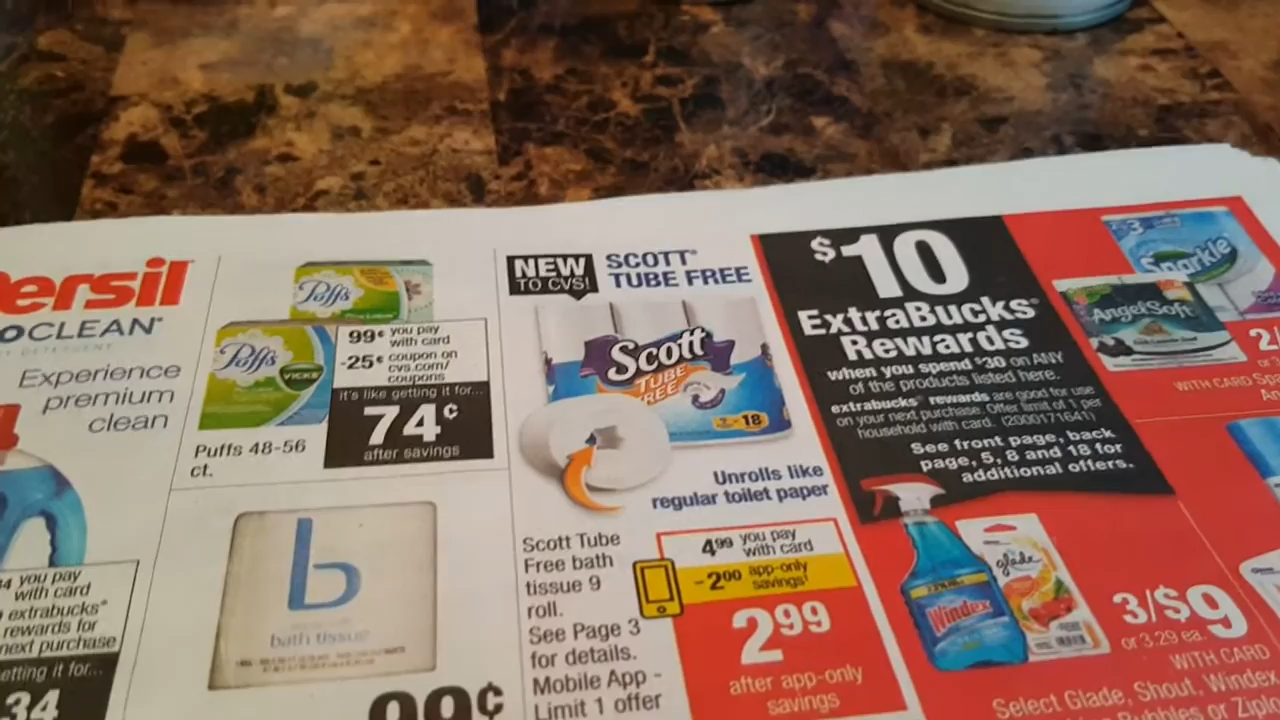 Persil
CLEAN
Experience
premium
clean
you pay
with card
extrabucks®
rewards for
next purchase
getting it for...
34
Puffs
Puffs
VICKS
99¢ you pay
with card
-25¢ coupon on
cvs.com/
coupons
it's like getting it for...
74¢
after savings
Puffs 48-56
ct.
b
bath tissue
99¢
NEW
TO CVS!
SCOTT®
TUBE FREE
Scott
TUBE
FREE
18
Unrolls like
regular toilet paper
Scott Tube
Free bath
tissue 9
roll.
See Page 3
for details.
Mobile App -
Limit 1 offer
4.99 you pay
with card
-2.00 app-only
savings!
2.99
after app-only
savings
$10
ExtraBucks®
Rewards
when you spend $30 on ANY
of the products listed here.
extrabucks® rewards are good for use
on your next purchase. Offer limit of 1 per
household with card. (2000171641)
See front page, back
page, 5, 8 and 18 for
additional offers.
Sparkle
Angel Soft
2/
WITH CARD
Windex
glade
3/$9
or 3.29 ea.
WITH CARD
Select Glade, Shout, Windex